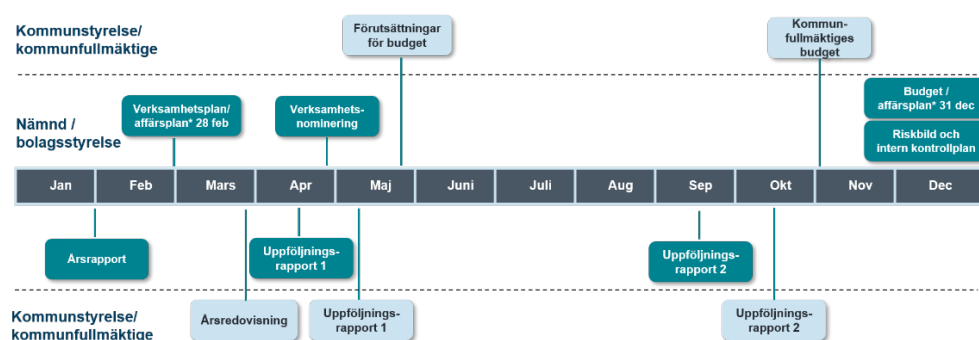 Kommunstyrelse/
kommunfullmäktige
Förutsättningar
för budget
Kommun-
fullmäktiges
budget
Nämnd /
bolagsstyrelse
Verksamhetsplan/
affärsplan* 28 feb
Verksamhets-
nominering
Budget /
affärsplan* 31 dec
Riskbild och
intern kontrollplan
Jan Feb Mars Apr Maj Juni Juli Aug Sep Okt Nov Dec
Årsrapport
Uppföljnings-
rapport 1
Uppföljnings-
rapport 2
Kommunstyrelse/
kommunfullmäktige
Årsredovisning
Uppföljnings-
rapport 1
Uppföljnings-
rapport 2